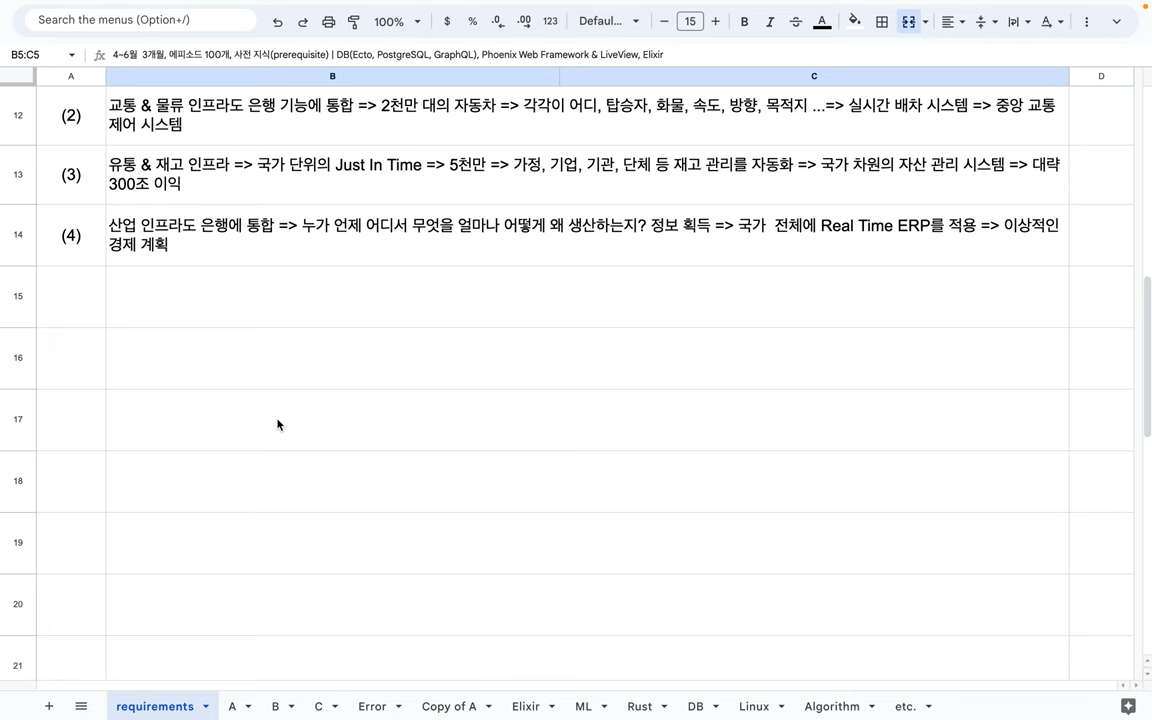 Search the menus (Option+/)
100%
$
%
.0
.00
123
Defaul...
15
B
I
S
A
B5:C5
fx
4~6월 3개월, 에피소드 100개, 사전 지식(prerequisite) | DB(Ecto, PostgreSQL, GraphQL), Phoenix Web Framework & LiveView, Elixir
A
B
C
D
12
(2)
교통 & 물류 인프라도 은행 기능에 통합 => 2천만 대의 자동차 => 각각이 어디, 탑승자, 화물, 속도, 방향, 목적지 ...=> 실시간 배차 시스템 => 중앙 교통
제어 시스템
13
(3)
유통 & 재고 인프라 => 국가 단위의 Just In Time => 5천만 => 가정, 기업, 기관, 단체 등 재고 관리를 자동화 => 국가 차원의 자산 관리 시스템 => 대략
300조 이익
14
(4)
산업 인프라도 은행에 통합 => 누가 언제 어디서 무엇을 얼마나 어떻게 왜 생산하는지? 정보 획득 => 국가 전체에 Real Time ERP를 적용 => 이상적인
경제 계획
15
16
17
18
19
20
21
requirements
A
B
C
Error
Copy of A
Elixir
ML
Rust
DB
Linux
Algorithm
etc.